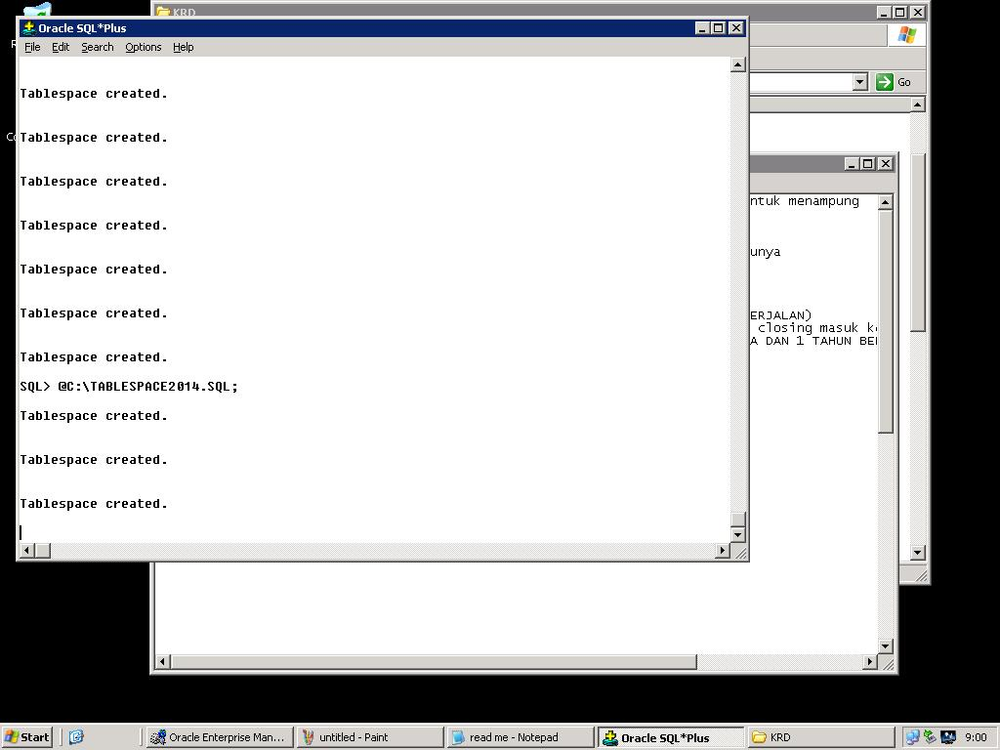 KRD
Oracle SQL*Plus
File Edit Search Options Help
Go
Tablespace created.
Tablespace created.
Tablespace created.
Tablespace created.
Tablespace created.
Tablespace created.
Tablespace created.
SQL> @C:\TABLESPACE2014.SQL;
Tablespace created.
Tablespace created.
Tablespace created.
ntuk menampung
unya
ERJALAN)
closing masuk
A DAN 1 TAHUN
Start
Oracle Enterprise Man...
untitled - Paint
read me - Notepad
Oracle SQL*Plus
KRD
9:00